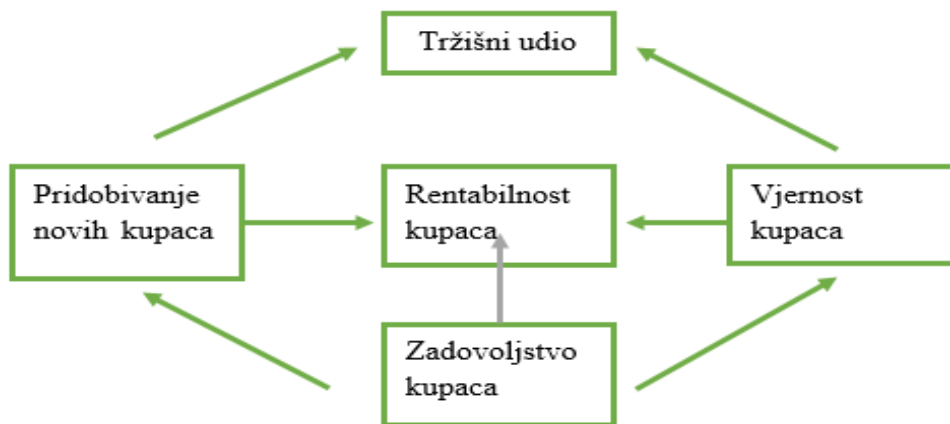 Tržišni udio
Pridobivanje
novih kupaca
Rentabilnost
kupaca
Vjernost
kupaca
Zadovoljstvo
kupaca